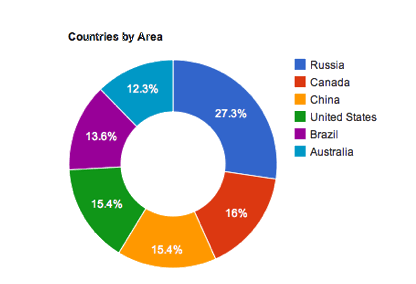 Countries by Area
27.3%
16%
15.4%
15.4%
13.6%
12.3%
Russia
Canada
China
United States
Brazil
Australia